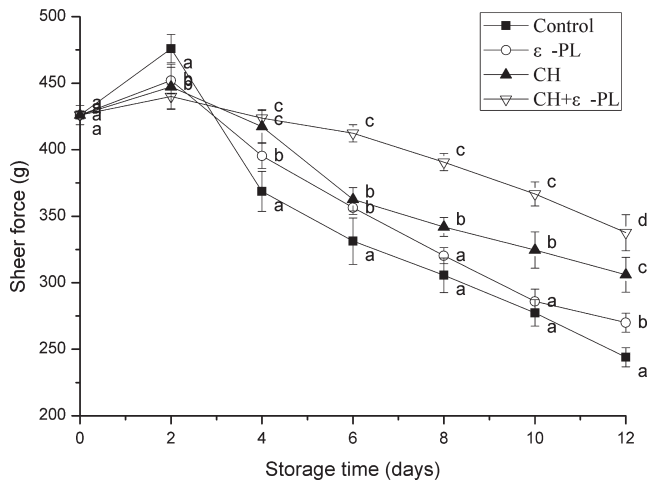 500
450
400
350
300
250
200
Sheer force (g)
0 2 4 6 8 10 12
Storage time (days)
Control
ε -PL
CH
CH+ε -PL
a
a
a
a
a
b
b
b
c
c
b
a
c
b
b
a
c
b
a
a
c
b
a
a
d
c
b
a